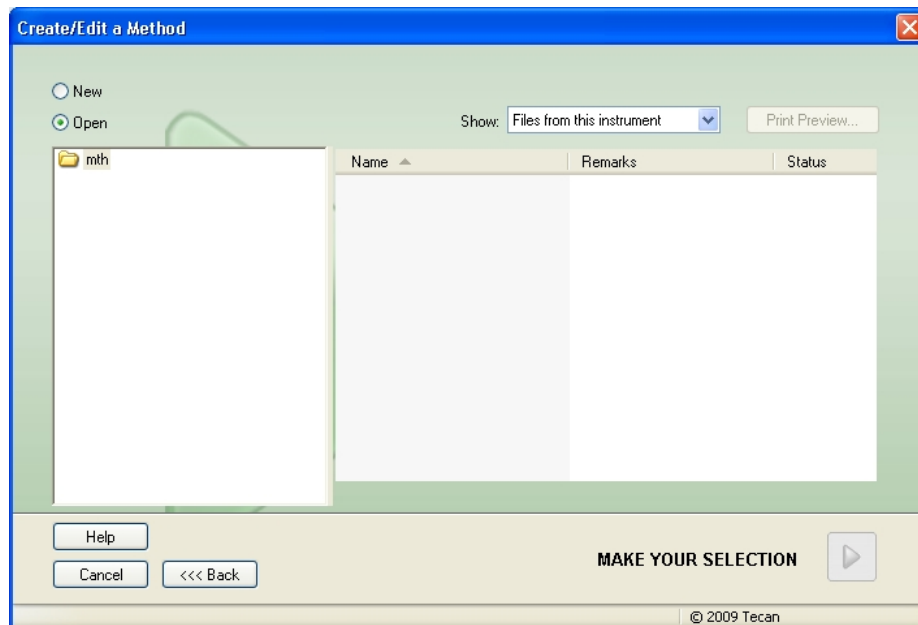 Create/Edit a Method
New
Open
Show: Files from this instrument
Print Preview...
mth
Name Remarks Status
Help
Cancel <<< Back
MAKE YOUR SELECTION
© 2009 Tecan